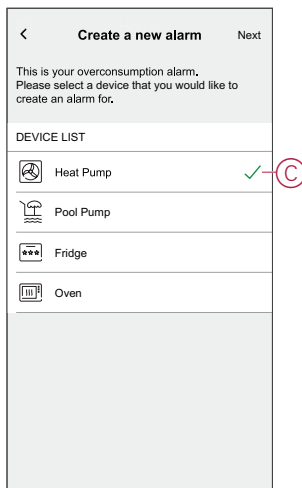 Create a new alarm Next
This is your overconsumption alarm.
Please select a device that you would like to
create an alarm for.
DEVICE LIST
Heat Pump C
Pool Pump
Fridge
Oven